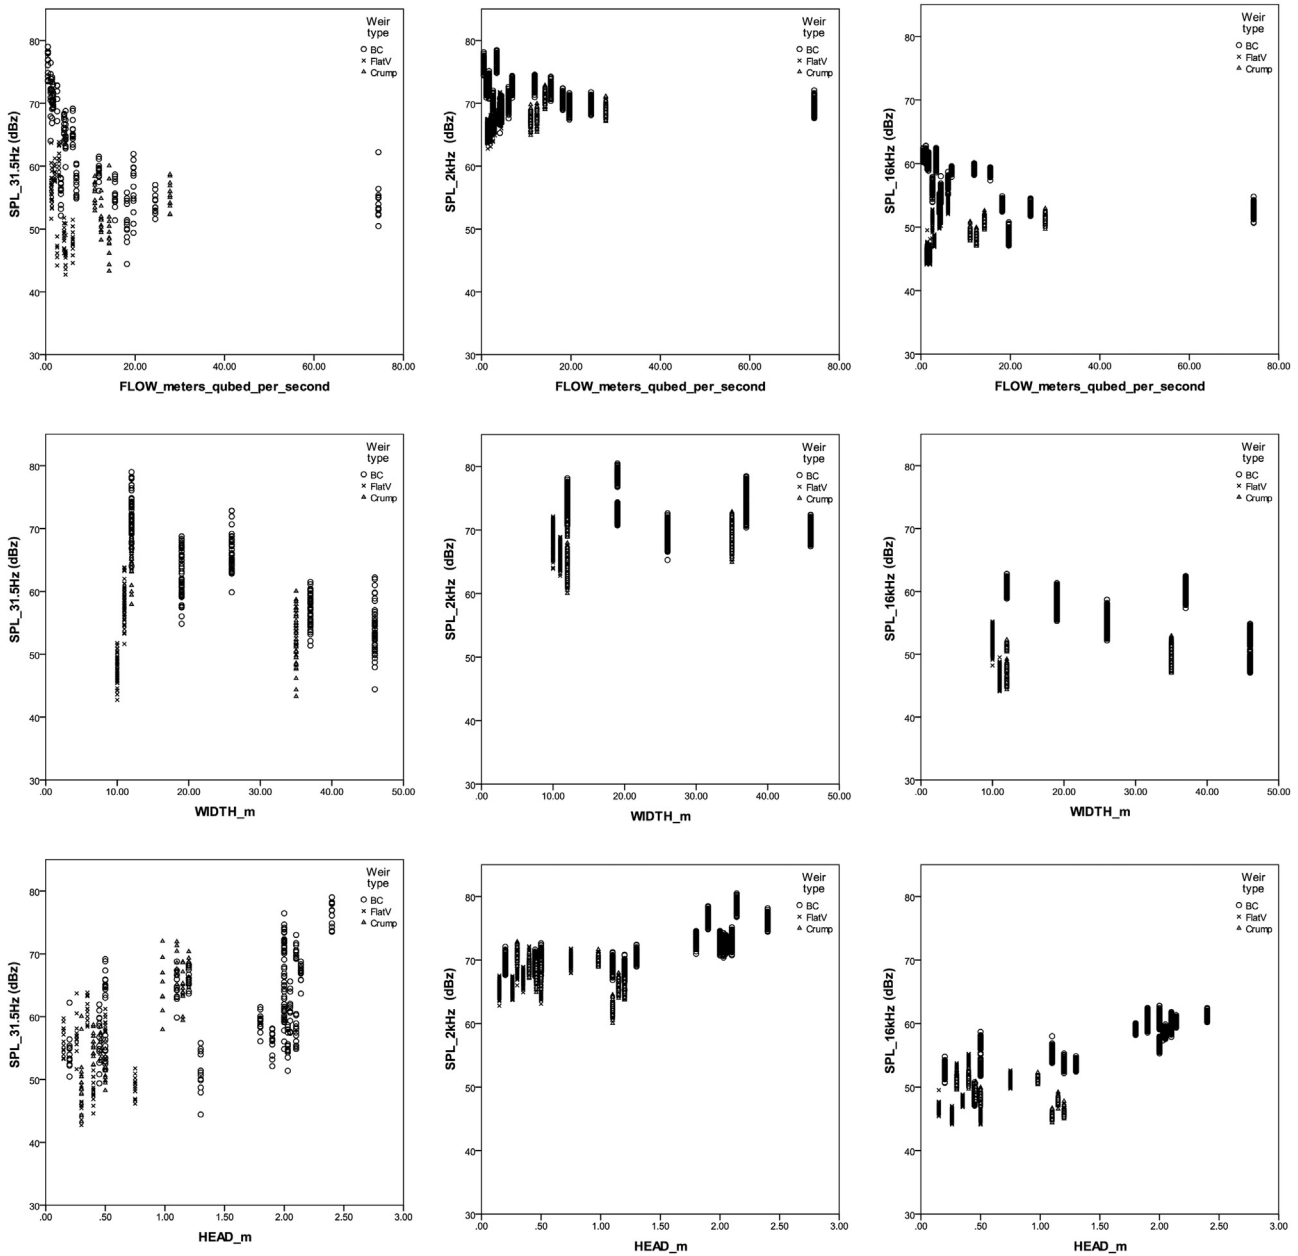 Weir
type
BC
FlatV
Crump
SPL_31.5Hz (dBz)
80
70
60
50
40
30
.00 20.00 40.00 60.00 80.00
FLOW_meters_qubed_per_second
Weir
type
BC
FlatV
Crump
SPL_2kHz (dBz)
80
70
60
50
40
30
.00 20.00 40.00 60.00 80.00
FLOW_meters_qubed_per_second
Weir
type
BC
FlatV
Crump
SPL_16kHz (dBz)
80
70
60
50
40
30
.00 20.00 40.00 60.00 80.00
FLOW_meters_qubed_per_second
Weir
type
BC
FlatV
Crump
SPL_31.5Hz (dBz)
80
70
60
50
40
30
.00 10.00 20.00 30.00 40.00 50.00
WIDTH_m
Weir
type
BC
FlatV
Crump
SPL_2kHz (dBz)
80
70
60
50
40
30
.00 10.00 20.00 30.00 40.00 50.00
WIDTH_m
Weir
type
BC
FlatV
Crump
SPL_16kHz (dBz)
80
70
60
50
40
30
.00 10.00 20.00 30.00 40.00 50.00
WIDTH_m
Weir
type
BC
FlatV
Crump
SPL_31.5Hz (dBz)
80
70
60
50
40
30
.00 .50 1.00 1.50 2.00 2.50 3.00
HEAD_m
Weir
type
BC
FlatV
Crump
SPL_2kHz (dBz)
80
70
60
50
40
30
.00 .50 1.00 1.50 2.00 2.50 3.00
HEAD_m
Weir
type
BC
FlatV
Crump
SPL_16kHz (dBz)
80
70
60
50
40
30
.00 .50 1.00 1.50 2.00 2.50 3.00
HEAD_m